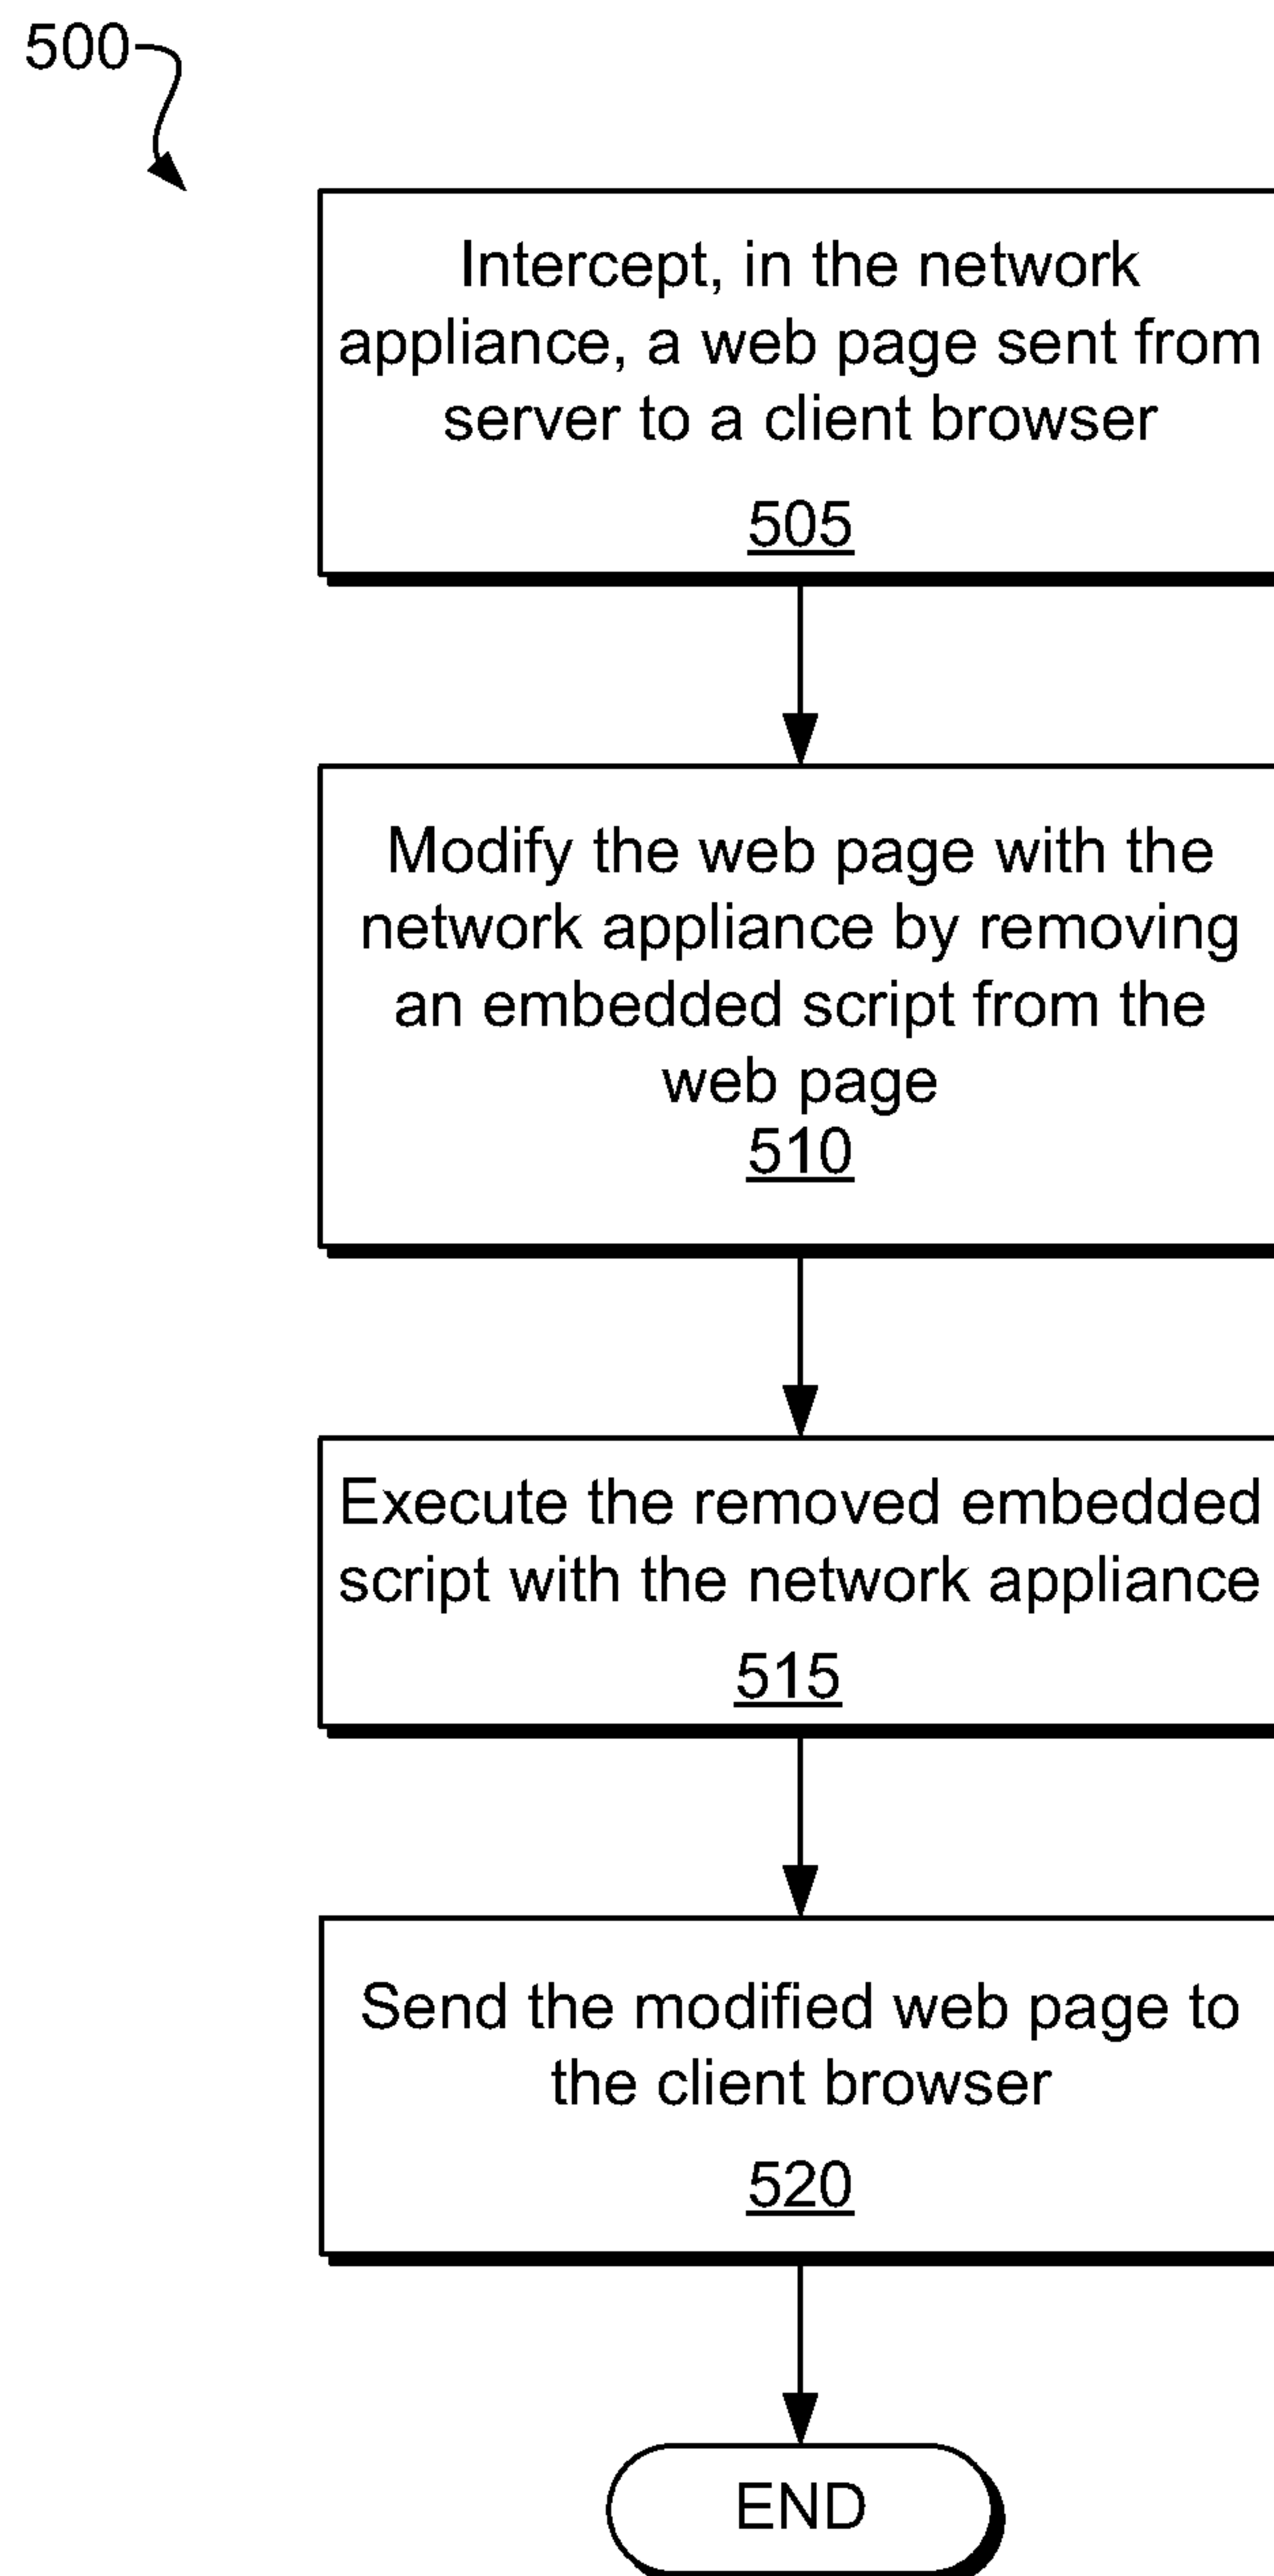 500
Intercept, in the network
appliance, a web page sent from
server to a client browser
505
Modify the web page with the
network appliance by removing
an embedded script from the
web page
510
Execute the removed embedded
script with the network appliance
515
Send the modified web page to
the client browser
520
END